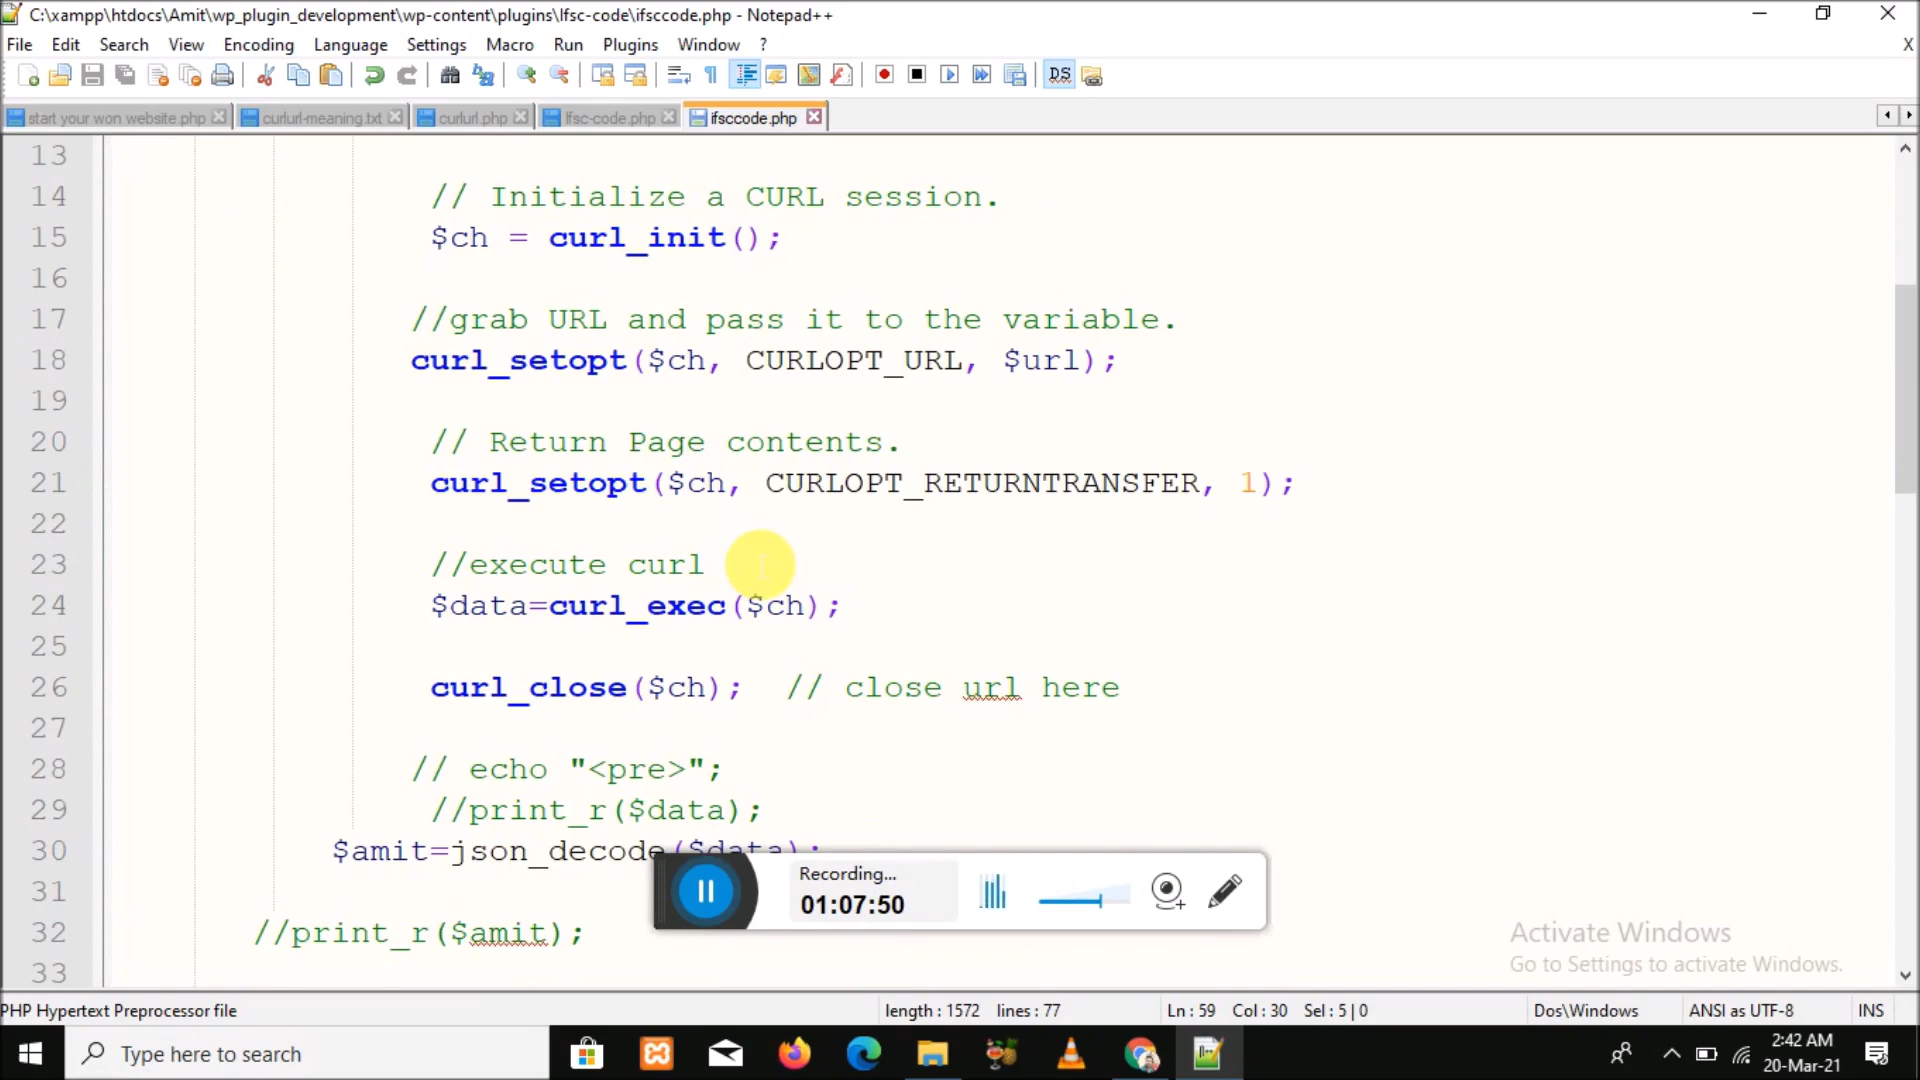 C:\xampp\htdocs\Amit\wp_plugin_development\wp-content\plugins\Ifsc-code\ifsccode.php - Notepad++
File Edit Search View Encoding Language Settings Macro Run Plugins Window ? X
start your won website.php curlurl-meaning.txt curlurl.php Ifsc-code.php ifsccode.php
13
14 // Initialize a CURL session.
15 $ch = curl_init();
16
17 //grab URL and pass it to the variable.
18 curl_setopt($ch, CURLOPT_URL, $url);
19
20 // Return Page contents.
21 curl_setopt($ch, CURLOPT_RETURNTRANSFER, 1);
22
23 //execute curl
24 $data=curl_exec($ch);
25
26 curl_close($ch); // close url here
27
28 // echo "<pre>";
29 //print_r($data);
30 $amit=json_decode($data);
31
32 //print_r($amit);
33
Recording...
01:07:50
Activate Windows
Go to Settings to activate Windows.
PHP Hypertext Preprocessor file length : 1572 lines : 77 Ln : 59 Col : 30 Sel : 5 | 0 Dos\Windows ANSI as UTF-8 INS
Type here to search
2:42 AM
20-Mar-21